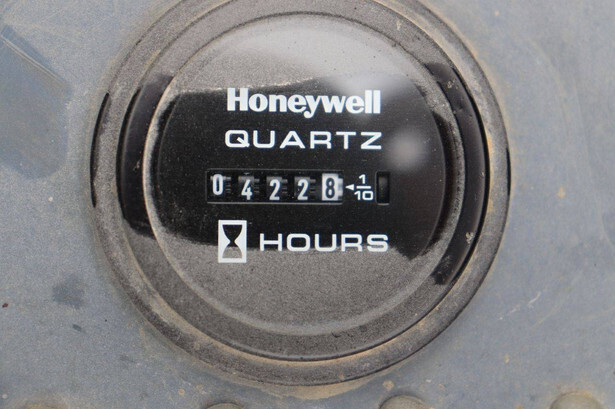 Honeywell
QUARTZ
04228 ◄ 1/10
HOURS